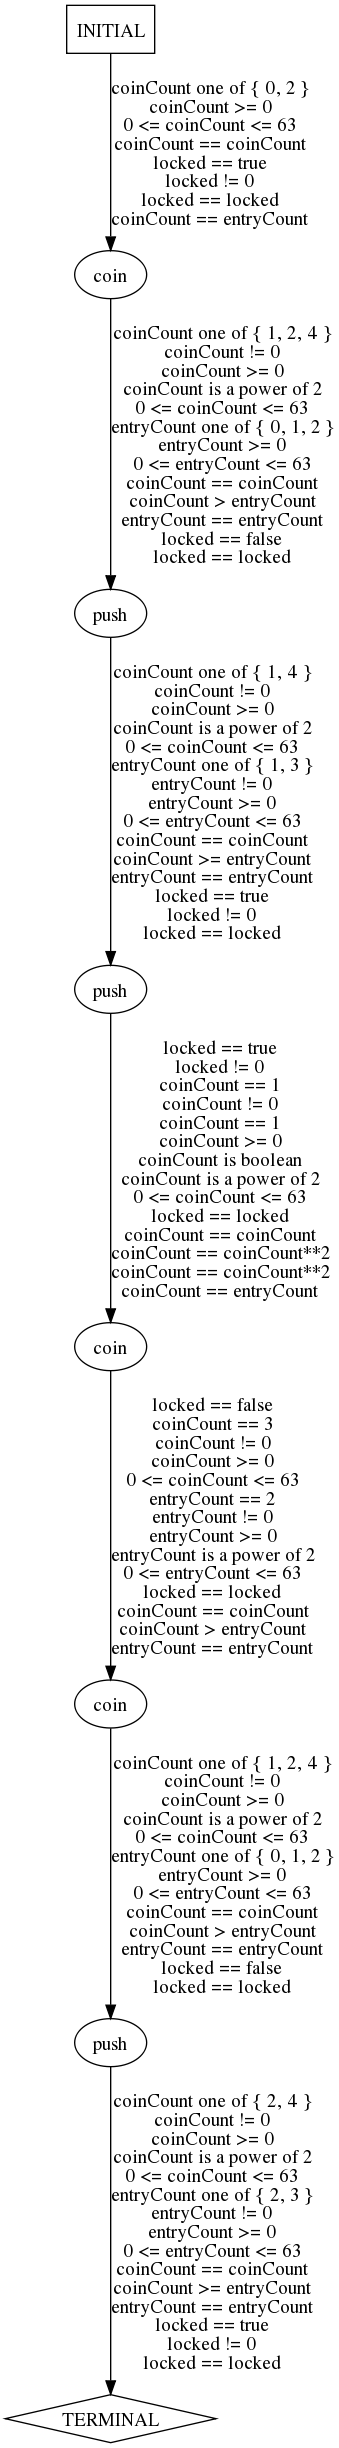 INITIAL
coinCount one of { 0, 2 }
coinCount >= 0
0 <= coinCount <= 63
coinCount == coinCount
locked == true
locked != 0
locked == locked
coinCount == entryCount
coin
coinCount one of { 1, 2, 4 }
coinCount != 0
coinCount >= 0
coinCount is a power of 2
0 <= coinCount <= 63
entryCount one of { 0, 1, 2 }
entryCount >= 0
0 <= entryCount <= 63
coinCount == coinCount
coinCount > entryCount
entryCount == entryCount
locked == false
locked == locked
push
coinCount one of { 1, 4 }
coinCount != 0
coinCount >= 0
coinCount is a power of 2
0 <= coinCount <= 63
entryCount one of { 1, 3 }
entryCount != 0
entryCount >= 0
0 <= entryCount <= 63
coinCount == coinCount
coinCount >= entryCount
entryCount == entryCount
locked == true
locked != 0
locked == locked
push
locked == true
locked != 0
coinCount == 1
coinCount != 0
coinCount == 1
coinCount >= 0
coinCount is boolean
coinCount is a power of 2
0 <= coinCount <= 63
locked == locked
coinCount == coinCount
coinCount == coinCount**2
coinCount == coinCount**2
coinCount == entryCount
coin
locked == false
coinCount == 3
coinCount != 0
coinCount >= 0
0 <= coinCount <= 63
entryCount == 2
entryCount != 0
entryCount >= 0
entryCount is a power of 2
0 <= entryCount <= 63
locked == locked
coinCount == coinCount
coinCount > entryCount
entryCount == entryCount
coin
coinCount one of { 1, 2, 4 }
coinCount != 0
coinCount >= 0
coinCount is a power of 2
0 <= coinCount <= 63
entryCount one of { 0, 1, 2 }
entryCount >= 0
0 <= entryCount <= 63
coinCount == coinCount
coinCount > entryCount
entryCount == entryCount
locked == false
locked == locked
push
coinCount one of { 2, 4 }
coinCount != 0
coinCount >= 0
coinCount is a power of 2
0 <= coinCount <= 63
entryCount one of { 2, 3 }
entryCount != 0
entryCount >= 0
0 <= entryCount <= 63
coinCount == coinCount
coinCount >= entryCount
entryCount == entryCount
locked == true
locked != 0
locked == locked
TERMINAL